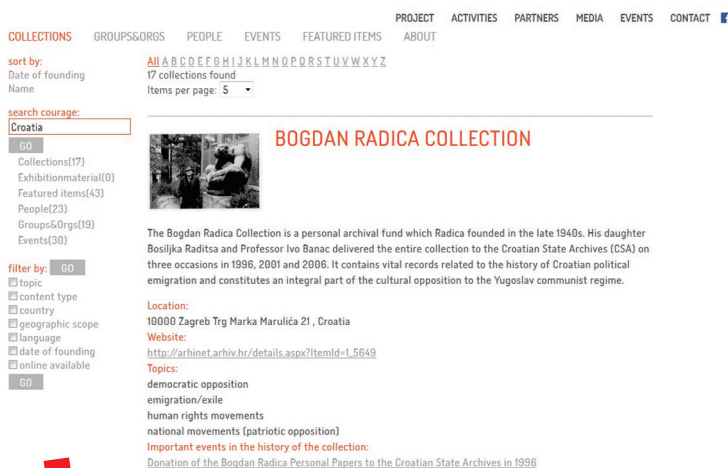 PROJECT ACTIVITIES PARTNERS MEDIA EVENTS CONTACT
COLLECTIONS GROUPS&ORGS PEOPLE EVENTS FEATURED ITEMS ABOUT
sort by:
Date of founding
Name
search courage:
Croatia
GO
Collections(17)
Exhibitionmaterial(0)
Featured items(43)
People(23)
Groups&Orgs(19)
Events(30)
filter by: GO
topic
content type
country
geographic scope
language
date of founding
online available
GO
All A B C D E F G H I J K L M N O P Q R S T U V W X Y Z
17 collections found
Items per page: 5
BOGDAN RADICA COLLECTION
The Bogdan Radica Collection is a personal archival fund which Radica founded in the late 1940s. His daughter
Bosiljka Raditsa and Professor Ivo Banac delivered the entire collection to the Croatian State Archives (CSA) on
three occasions in 1996, 2001 and 2006. It contains vital records related to the history of Croatian political
emigration and constitutes an integral part of the cultural opposition to the Yugoslav communist regime.
Location:
10000 Zagreb Trg Marka Marulića 21 , Croatia
Website:
http://arhinet.arhiv.hr/details.aspx?ItemId=1_5649
Topics:
democratic opposition
emigration/exile
human rights movements
national movements (patriotic opposition)
Important events in the history of the collection:
Donation of the Bogdan Radica Personal Papers to the Croatian State Archives in 1996